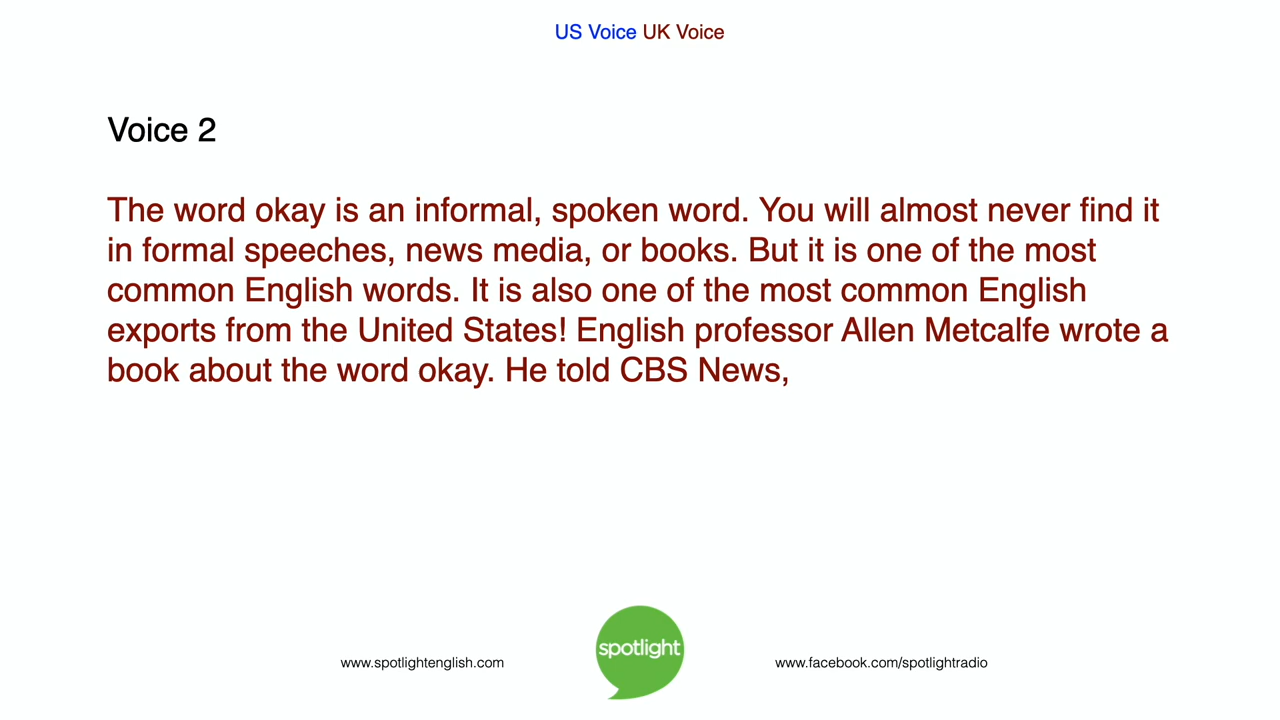 US Voice UK Voice
Voice 2
The word okay is an informal, spoken word. You will almost never find it
in formal speeches, news media, or books. But it is one of the most
common English words. It is also one of the most common English
exports from the United States! English professor Allen Metcalfe wrote a
book about the word okay. He told CBS News,
www.spotlightenglish.com
spotlight
www.facebook.com/spotlightradio